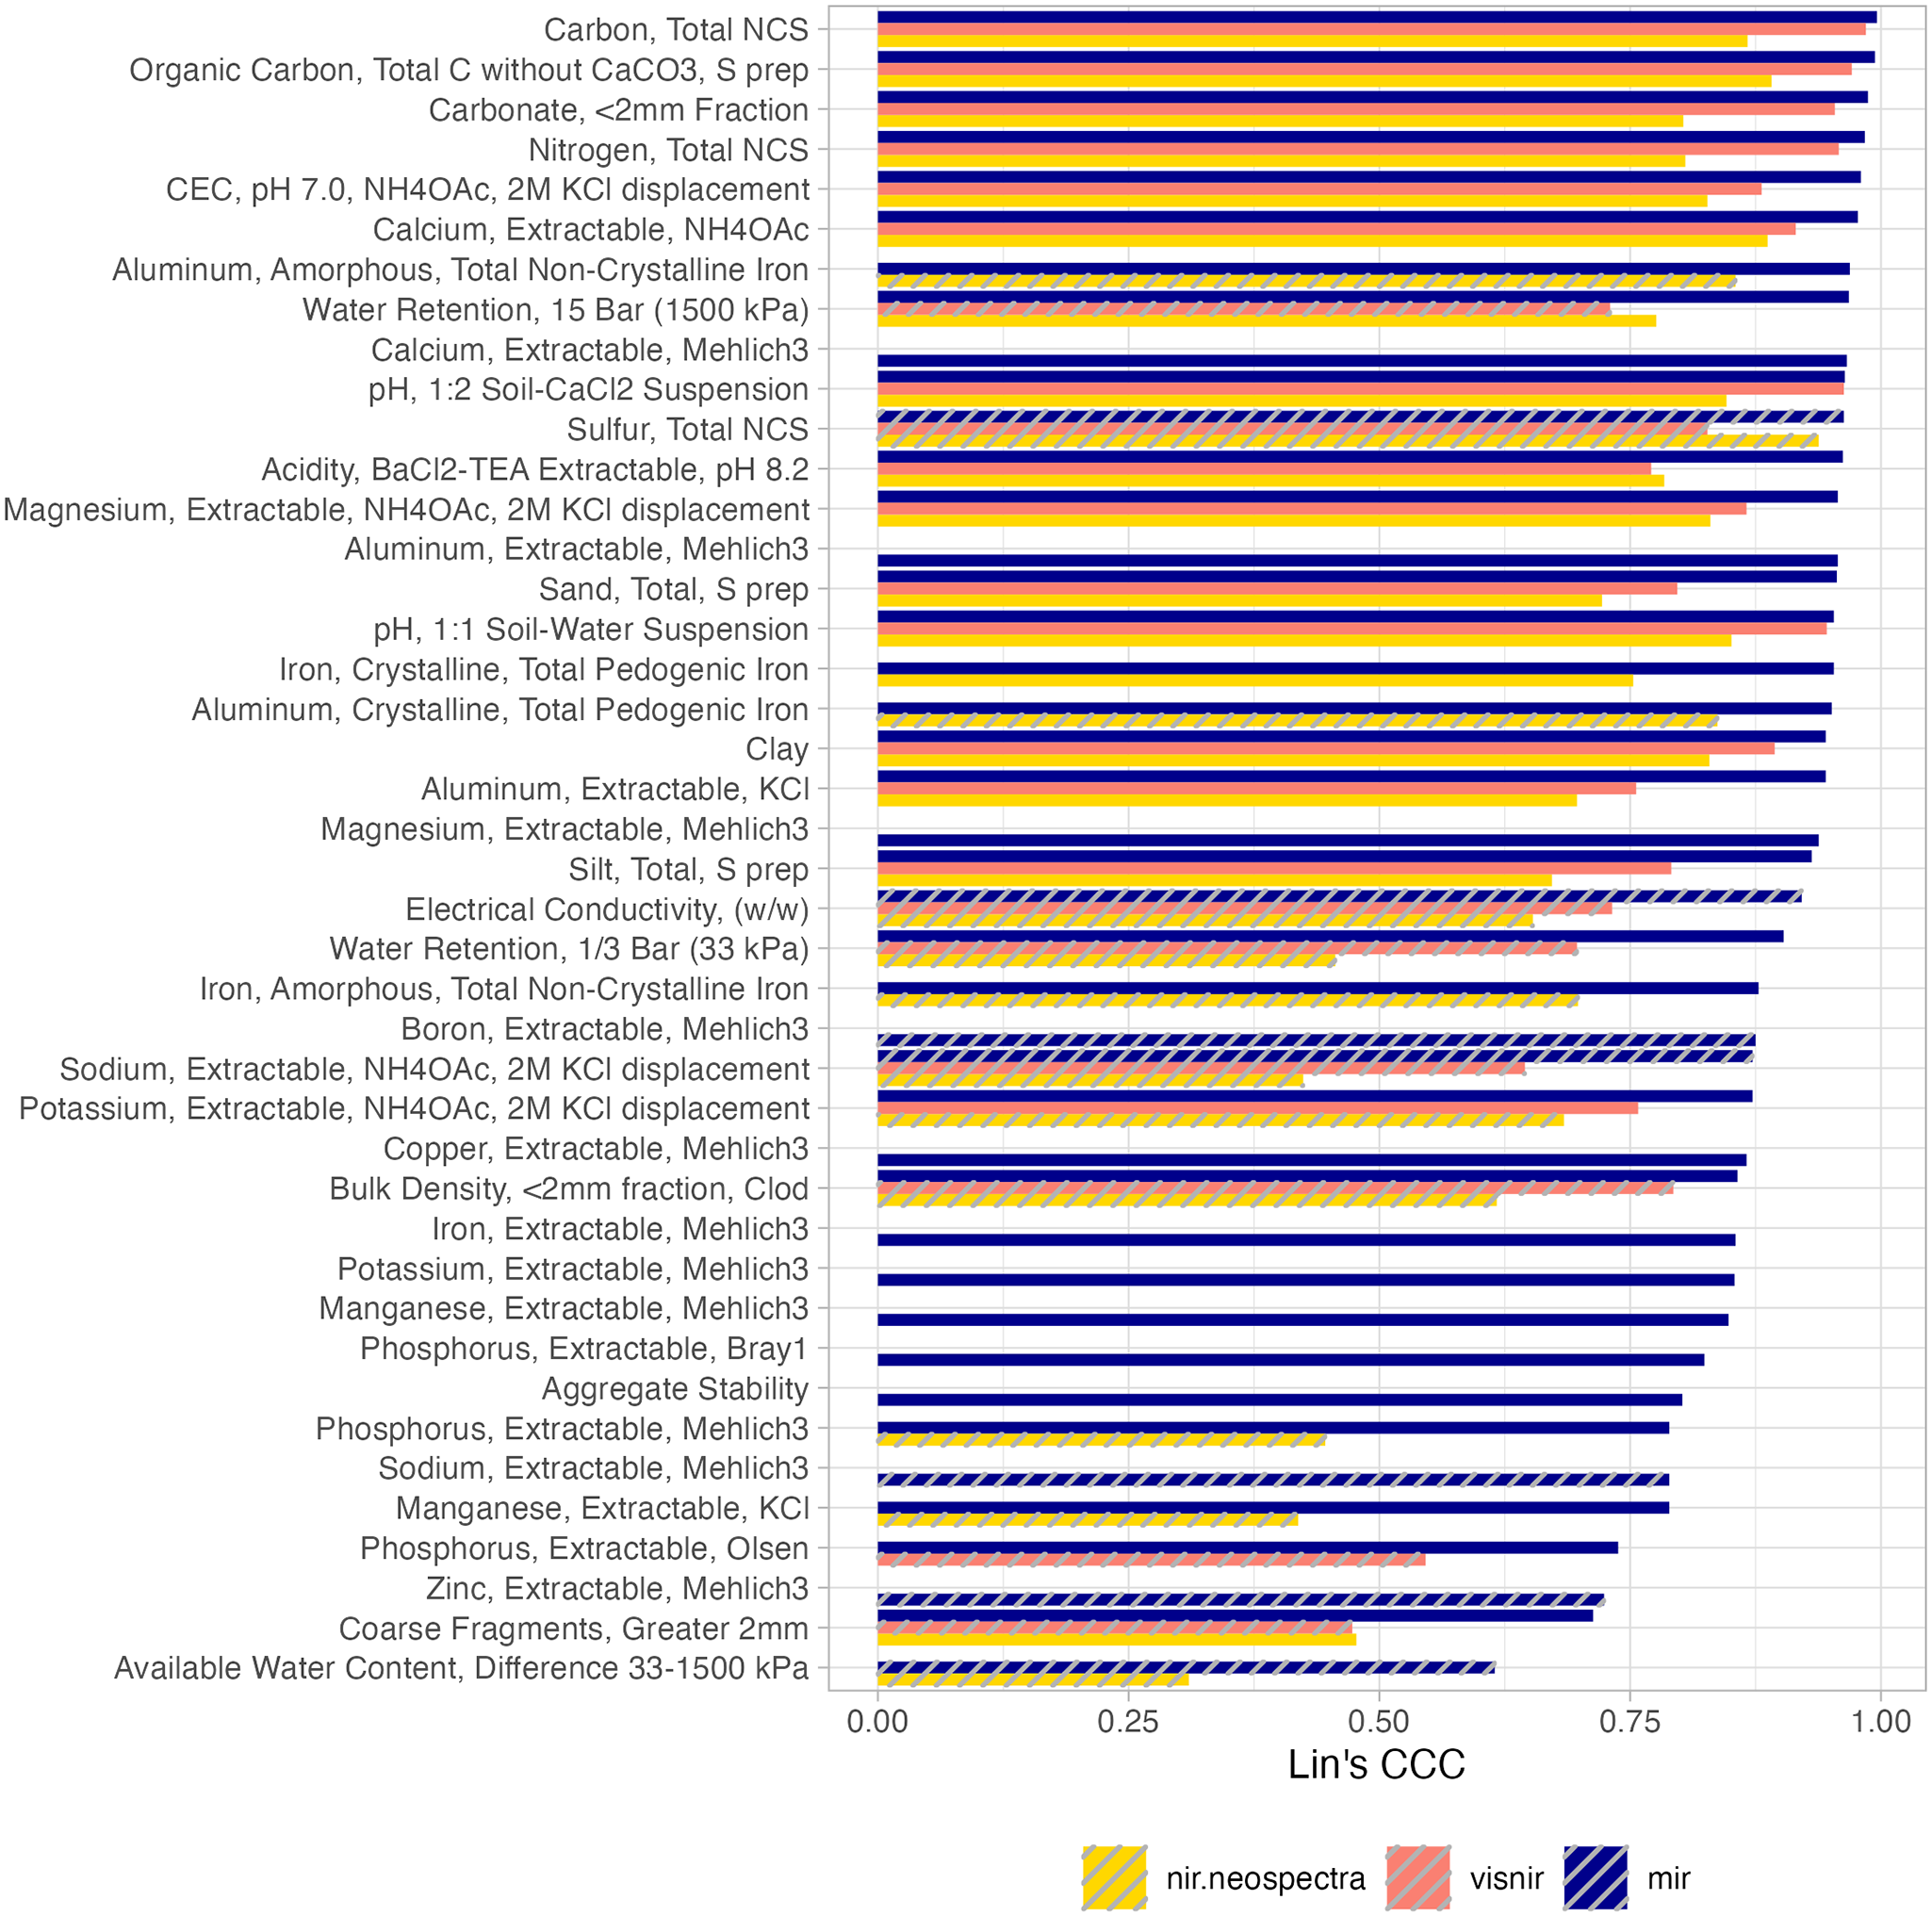 Carbon, Total NCS
Organic Carbon, Total C without CaCO3, S prep
Carbonate, <2mm Fraction
Nitrogen, Total NCS
CEC, pH 7.0, NH4OAc, 2M KCl displacement
Calcium, Extractable, NH4OAc
Aluminum, Amorphous, Total Non-Crystalline Iron
Water Retention, 15 Bar (1500 kPa)
Calcium, Extractable, Mehlich3
pH, 1:2 Soil-CaCl2 Suspension
Sulfur, Total NCS
Acidity, BaCl2-TEA Extractable, pH 8.2
Magnesium, Extractable, NH4OAc, 2M KCl displacement
Aluminum, Extractable, Mehlich3
Sand, Total, S prep
pH, 1:1 Soil-Water Suspension
Iron, Crystalline, Total Pedogenic Iron
Aluminum, Crystalline, Total Pedogenic Iron
Clay
Aluminum, Extractable, KCl
Magnesium, Extractable, Mehlich3
Silt, Total, S prep
Electrical Conductivity, (w/w)
Water Retention, 1/3 Bar (33 kPa)
Iron, Amorphous, Total Non-Crystalline Iron
Boron, Extractable, Mehlich3
Sodium, Extractable, NH4OAc, 2M KCl displacement
Potassium, Extractable, NH4OAc, 2M KCl displacement
Copper, Extractable, Mehlich3
Bulk Density, <2mm fraction, Clod
Iron, Extractable, Mehlich3
Potassium, Extractable, Mehlich3
Manganese, Extractable, Mehlich3
Phosphorus, Extractable, Bray1
Aggregate Stability
Phosphorus, Extractable, Mehlich3
Sodium, Extractable, Mehlich3
Manganese, Extractable, KCl
Phosphorus, Extractable, Olsen
Zinc, Extractable, Mehlich3
Coarse Fragments, Greater 2mm
Available Water Content, Difference 33-1500 kPa
0.00 0.25 0.50 0.75 1.00
Lin's CCC
nir.neospectra visnir mir